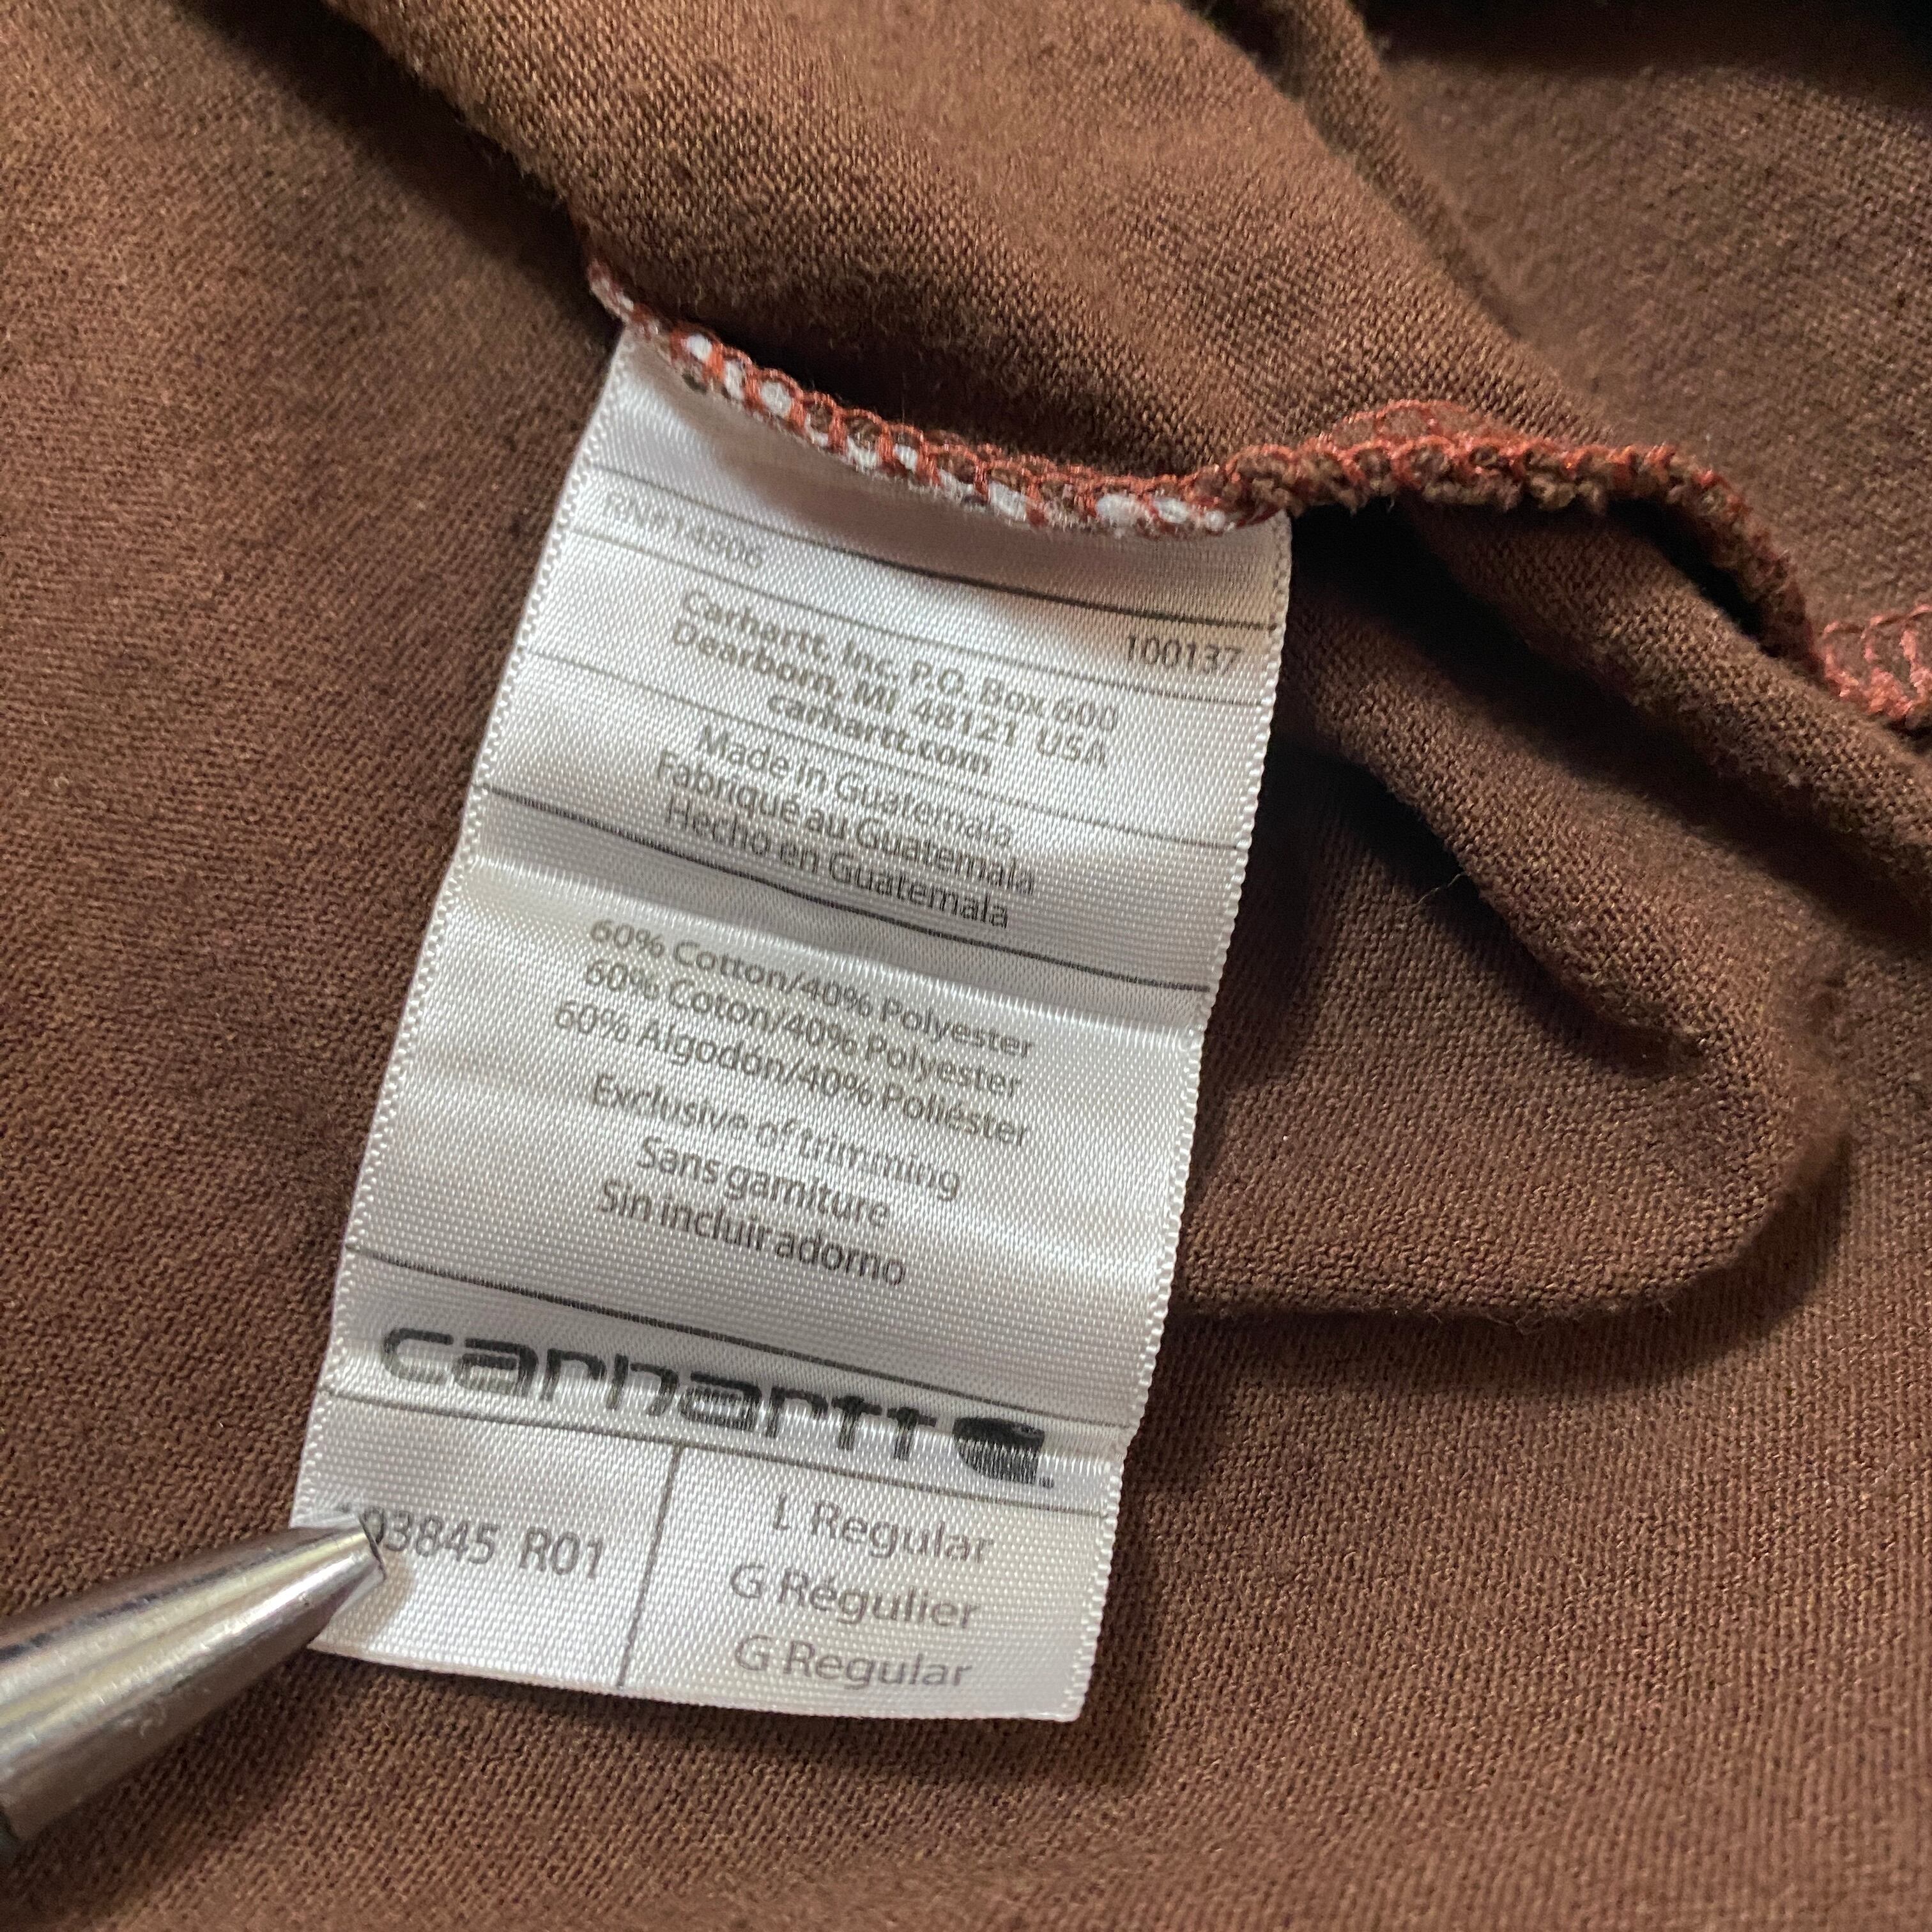 RN14806
100137
Carhartt, Inc. P.O. Box 600
Dearborn, MI 48121 USA
carhartt.com
Made in Guatemala
Fabriqué au Guatemala
Hecho en Guatemala
60% Cotton/40% Polyester
60% Coton/40% Polyester
60% Algodón/40% Poliéster
Exclusive of trimming
Sans garniture
Sin incluir adorno
carhartt
R01
L Regular
G Régulier
G Regular